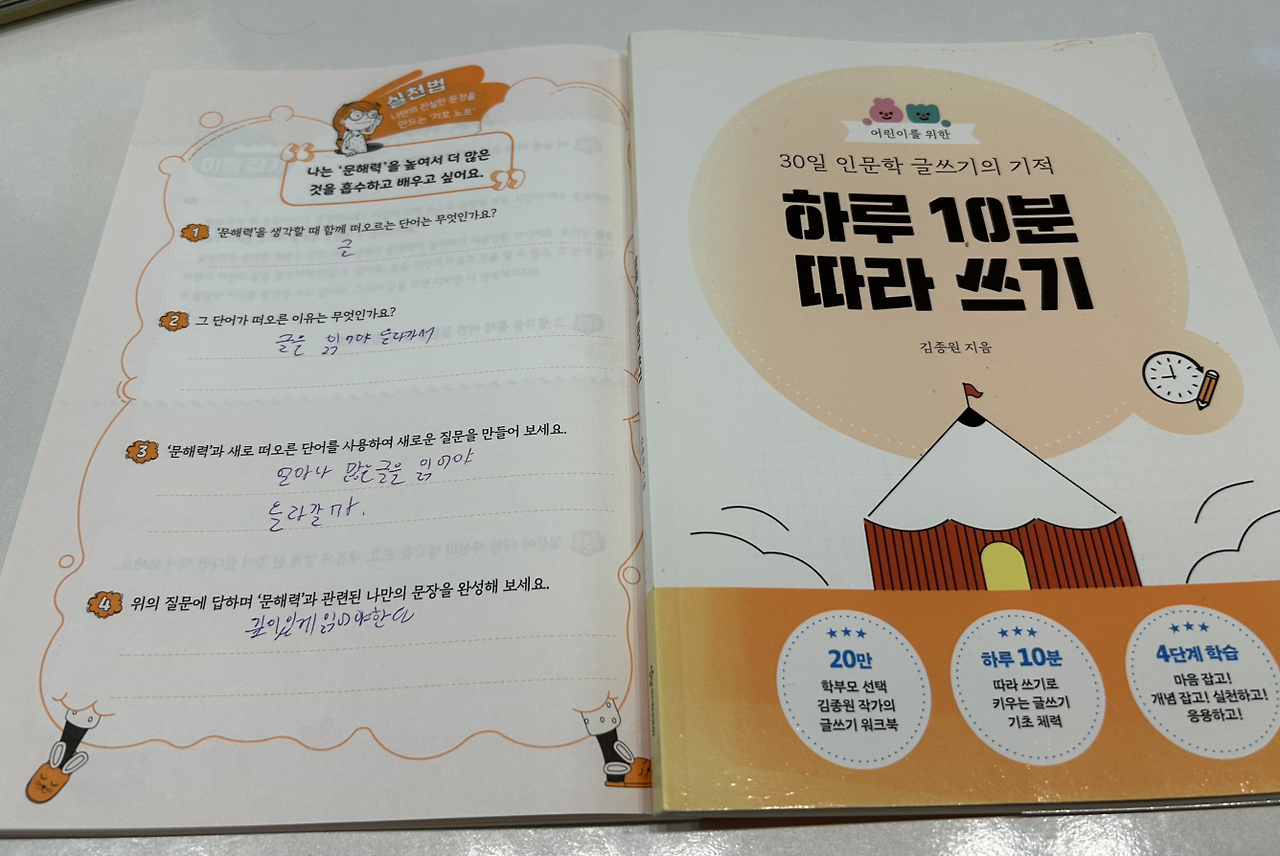 실천법
나만의 진실한 문장을
만드는 '기호 노트'
나는 '문해력'을 높여서 더 많은
것을 흡수하고 배우고 싶어요.
1 '문해력'을 생각할 때 함께 떠오르는 단어는 무엇인가요?
글
2 그 단어가 떠오른 이유는 무엇인가요?
글은 읽어야 늘라가서
3 '문해력'과 새로 떠오른 단어를 사용하여 새로운 질문을 만들어 보세요.
얼마나 많은글을 읽어야
늘라갈까.
4 위의 질문에 답하며 '문해력'과 관련된 나만의 문장을 완성해 보세요.
깊이있게 읽어야한다
어린이를 위한
30일 인문학 글쓰기의 기적
하루 10분
따라 쓰기
김종원 지음
20만
학부모 선택
김종원 작가의
글쓰기 워크북
하루 10분
따라 쓰기로
키우는 글쓰기
기초 체력
4단계 학습
마음 잡고!
개념 잡고! 실천하고!
응용하고!